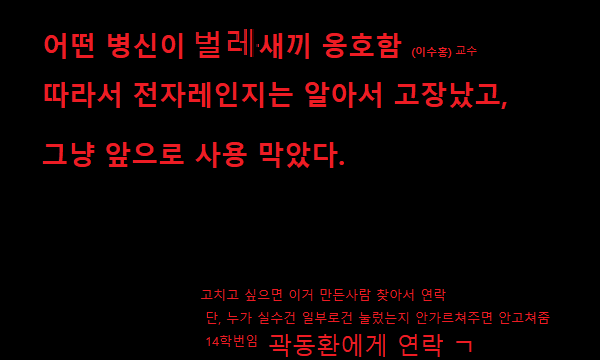 어떤 병신이 벌레새끼 옹호함 (이수홍) 교수
따라서 전자레인지는 알아서 고장났고,
그냥 앞으로 사용 막았다.
고치고 싶으면 이거 만든사람 찾아서 연락
단, 누가 실수건 일부로건 눌렀는지 안가르쳐주면 안고쳐줌
14학번임 곽동환에게 연락 ㄱ